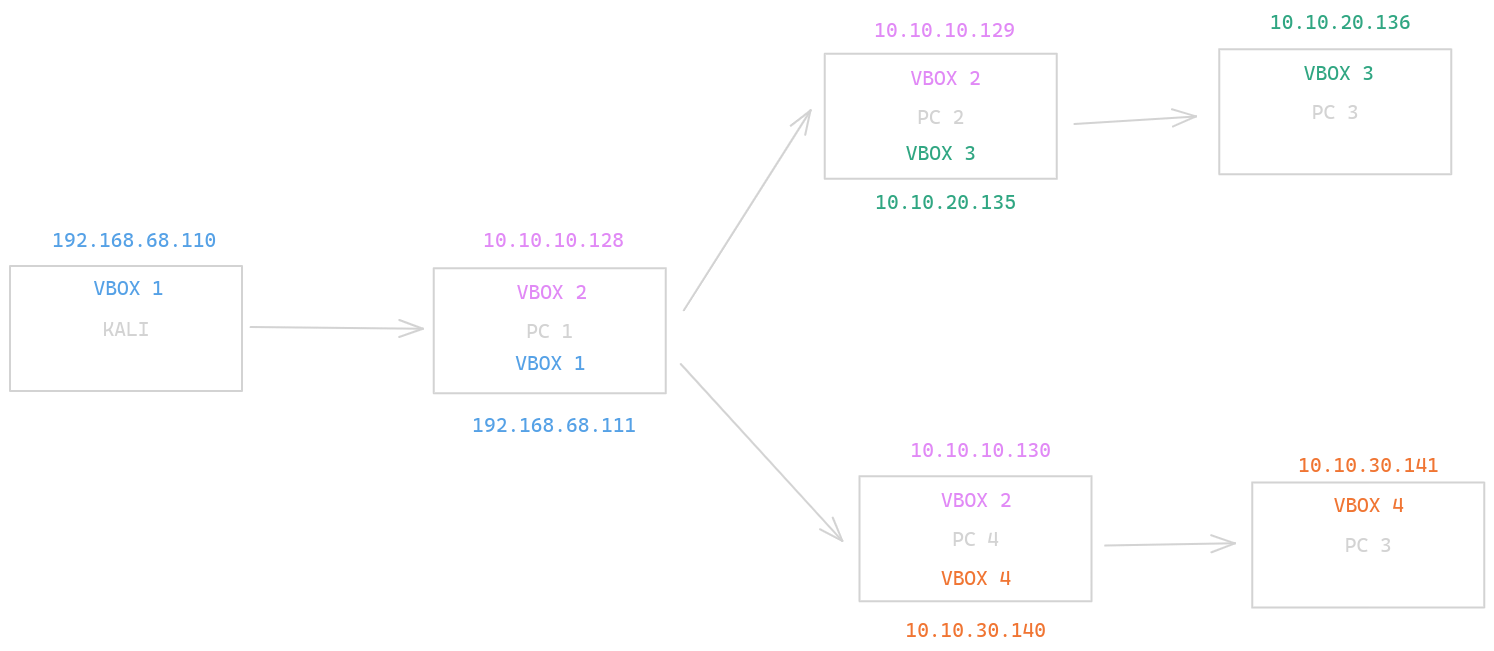 192.168.68.110
VBOX 1
KALI
10.10.10.128
VBOX 2
PC 1
VBOX 1
192.168.68.111
10.10.10.129
VBOX 2
PC 2
VBOX 3
10.10.20.135
10.10.20.136
VBOX 3
PC 3
10.10.10.130
VBOX 2
PC 4
VBOX 4
10.10.30.140
10.10.30.141
VBOX 4
PC 3